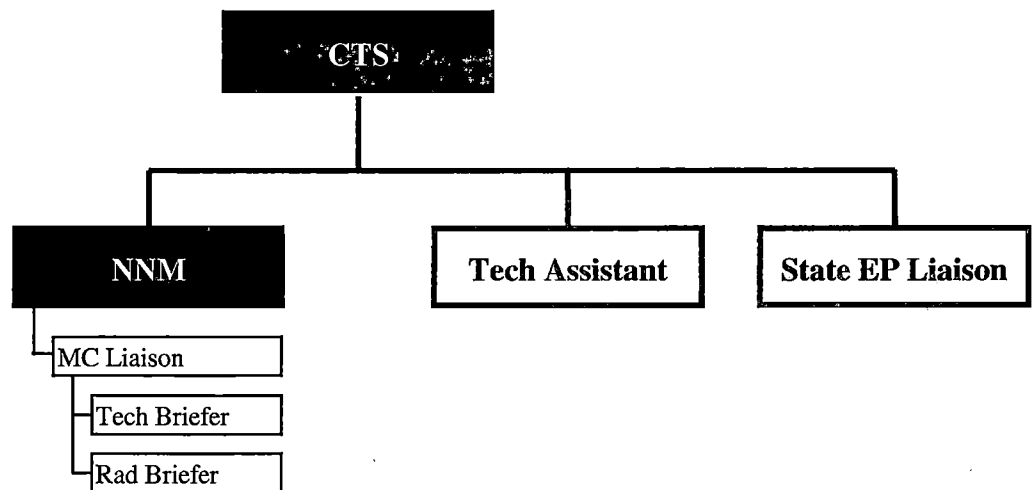 CTS
NNM
Tech Assistant
State EP Liaison
MC Liaison
Tech Briefer
Rad Briefer